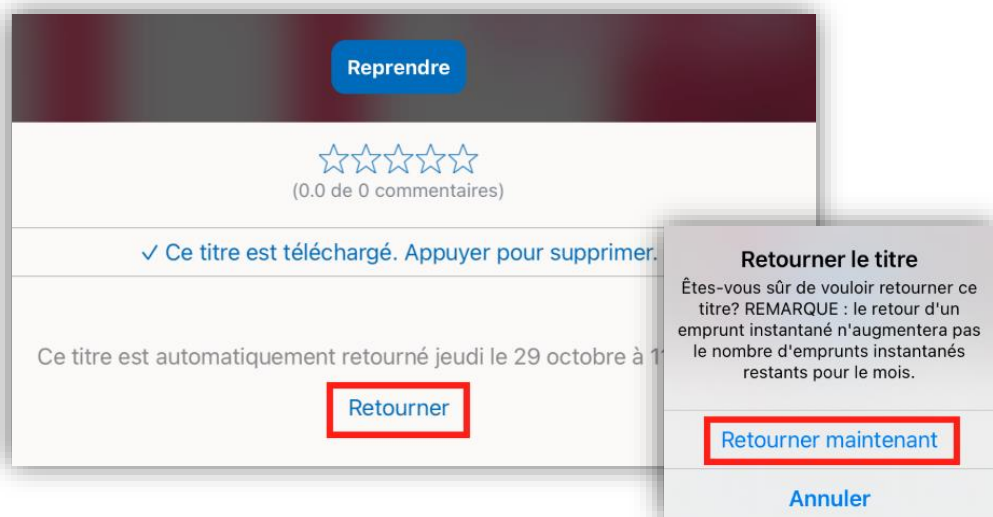 Reprendre
(0.0 de 0 commentaires)
✓ Ce titre est téléchargé. Appuyer pour supprimer.
Ce titre est automatiquement retourné jeudi le 29 octobre à
Retourner
Retourner le titre
Êtes-vous sûr de vouloir retourner ce
titre? REMARQUE : le retour d'un
emprunt instantané n'augmentera pas
le nombre d'emprunts instantanés
restants pour le mois.
Retourner maintenant
Annuler